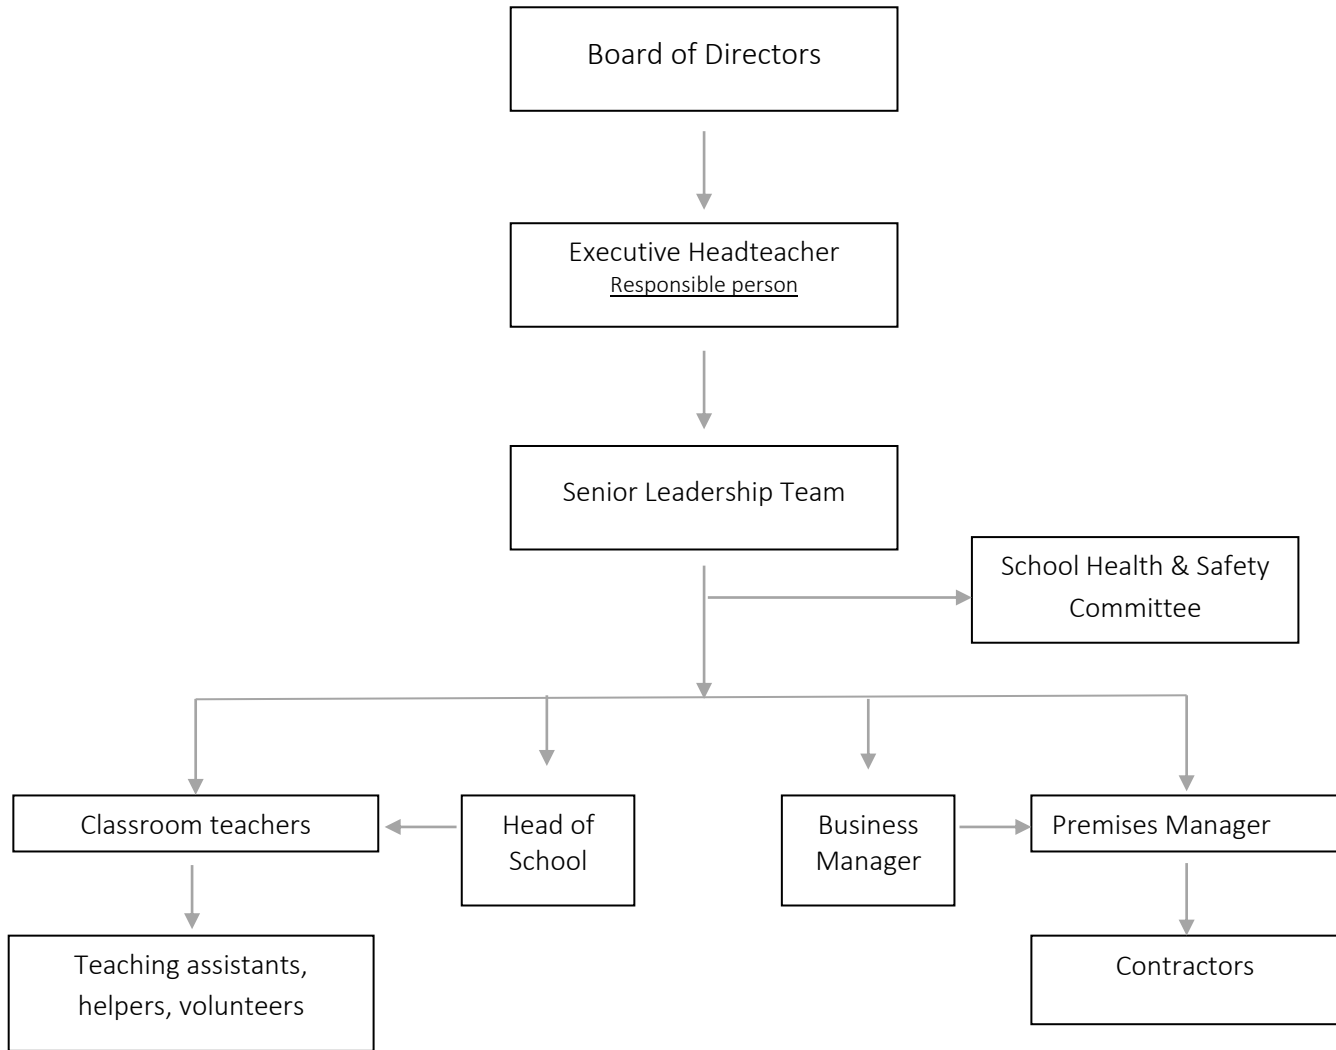 Board of Directors
Executive Headteacher
Responsible person
Senior Leadership Team
School Health & Safety
Committee
Classroom teachers
Head of
School
Business
Manager
Premises Manager
Teaching assistants,
helpers, volunteers
Contractors